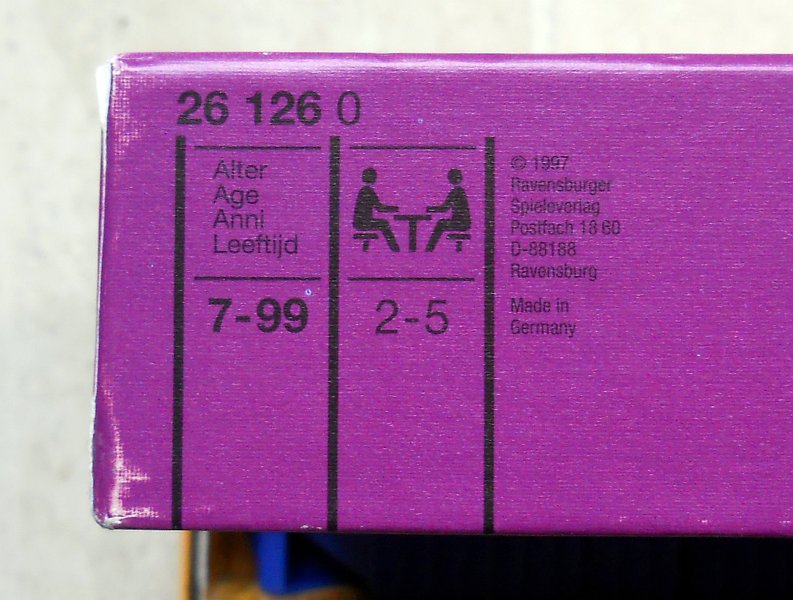 26 126 0
Alter
Age
Anni
Leeftijd
7-99
2-5
© 1997
Ravensburger
Spieleverlag
Postfach 18 60
D-88188
Ravensburg
Made in
Germany